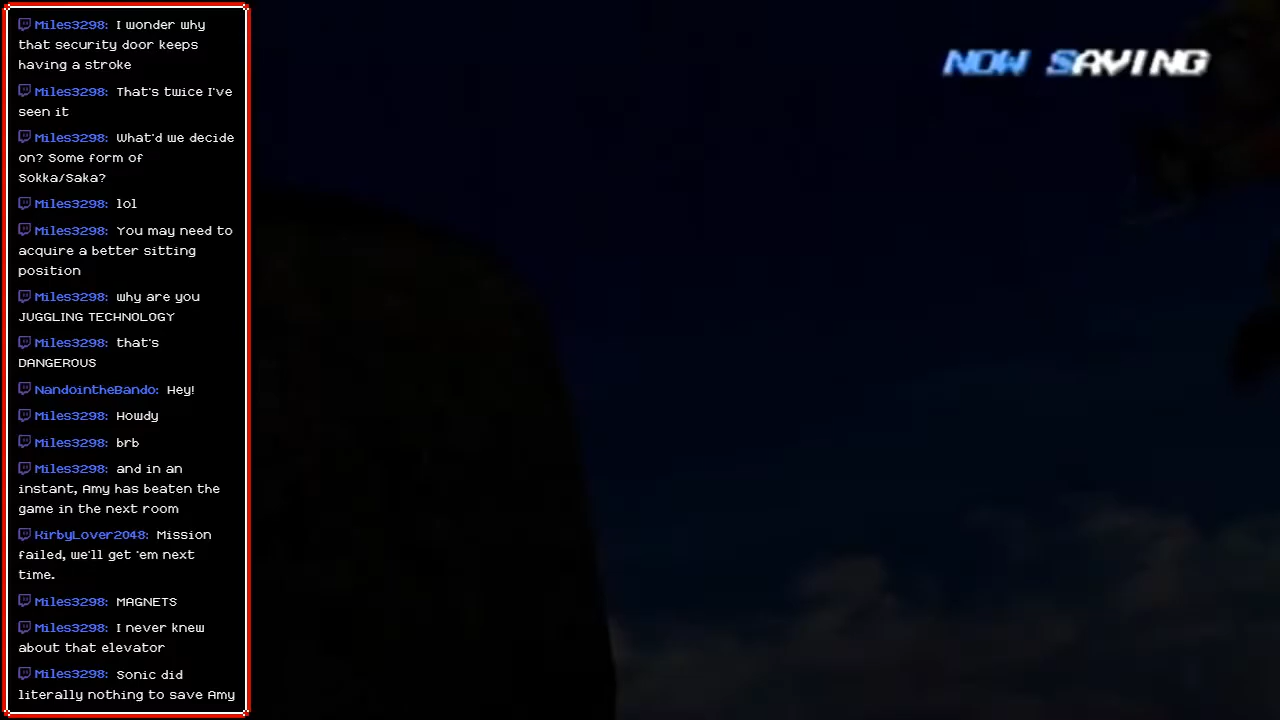 Miles3298: I wonder why
that security door keeps
having a stroke
Miles3298: That's twice I've
seen it
Miles3298: What'd we decide
on? Some form of
Sokka/Saka?
Miles3298: lol
Miles3298: You may need to
acquire a better sitting
position
Miles3298: why are you
JUGGLING TECHNOLOGY
Miles3298: that's
DANGEROUS
NandointheBando: Hey!
Miles3298: Howdy
Miles3298: brb
Miles3298: and in an
instant, Amy has beaten the
game in the next room
KirbyLover2048: Mission
failed, we'll get 'em next
time.
Miles3298: MAGNETS
Miles3298: I never knew
about that elevator
Miles3298: Sonic did
literally nothing to save Amy
NOW SAVING